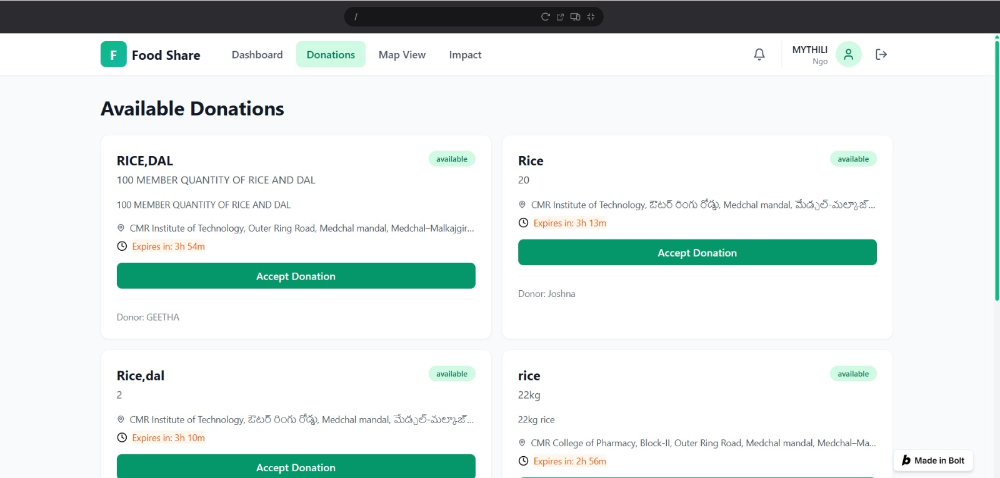 /
F Food Share Dashboard Donations Map View Impact MYTHILI
Ngo
Available Donations
RICE,DAL available
100 MEMBER QUANTITY OF RICE AND DAL
100 MEMBER QUANTITY OF RICE AND DAL
CMR Institute of Technology, Outer Ring Road, Medchal mandal, Medchal–Malkajgir...
Expires in: 3h 54m
Accept Donation
Donor: GEETHA
Rice available
20
CMR Institute of Technology, ఔటర్ రింగు రోడ్డు, Medchal mandal, మేడ్చల్-మల్కాజ్...
Expires in: 3h 13m
Accept Donation
Donor: Joshna
Rice,dal available
2
CMR Institute of Technology, ఔటర్ రింగు రోడ్డు, Medchal mandal, మేడ్చల్-మల్కాజ్...
Expires in: 3h 10m
Accept Donation
rice available
22kg
22kg rice
CMR College of Pharmacy, Block-II, Outer Ring Road, Medchal mandal, Medchal–Ma...
Expires in: 2h 56m
b Made in Bolt